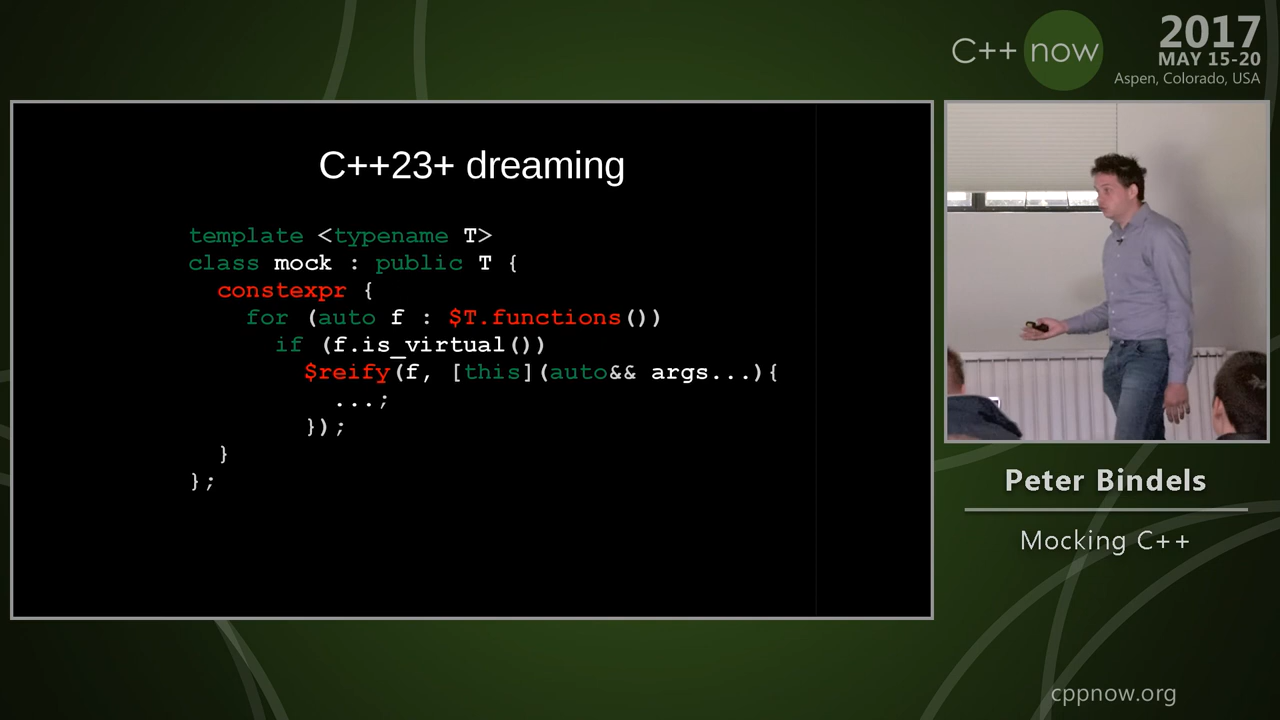 C++ now
2017
MAY 15-20
Aspen, Colorado, USA
C++23+ dreaming
template <typename T>
class mock : public T {
constexpr {
for (auto f : $T.functions())
if (f.is_virtual())
$reify(f, [this](auto&& args...){
...;
});
}
};
Peter Bindels
Mocking C++
cppnow.org